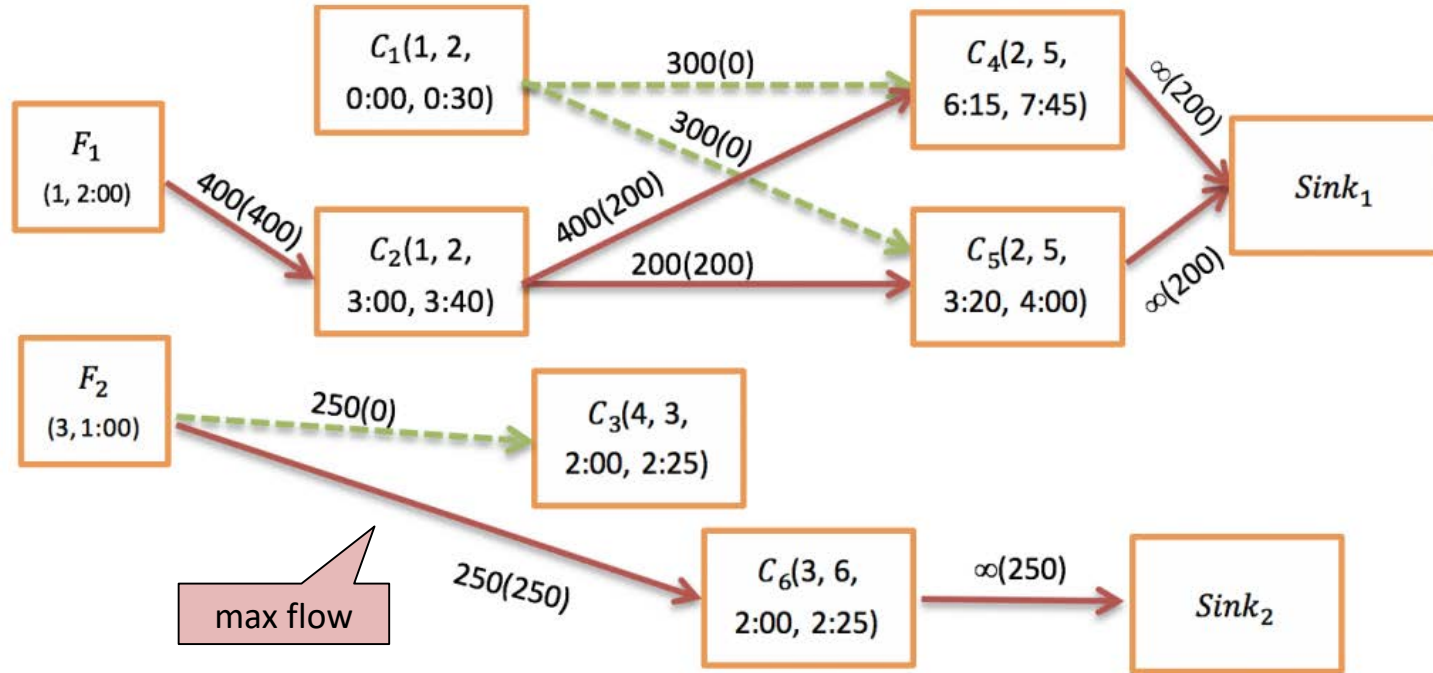 C₁(1, 2,
0:00, 0:30)
300(0)
C₄(2, 5,
6:15, 7:45)
∞(200)
300(0)
F₁
(1, 2:00)
400(400)
400(200)
Sink₁
C₂(1, 2,
3:00, 3:40)
200(200)
C₅(2, 5,
3:20, 4:00)
∞(200)
F₂
(3, 1:00)
250(0)
C₃(4, 3,
2:00, 2:25)
max flow
250(250)
C₆(3, 6,
2:00, 2:25)
∞(250)
Sink₂